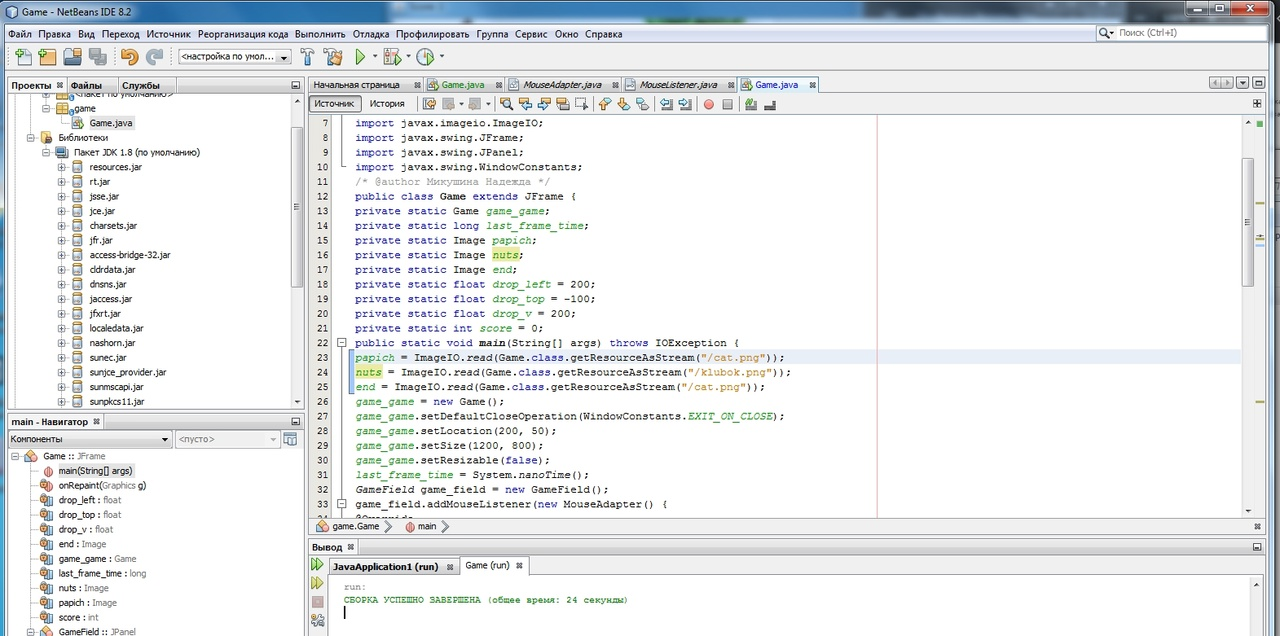 Game - NetBeans IDE 8.2
Файл Правка Вид Переход Источник Реорганизация кода Выполнить Отладка Профилировать Группа Сервис Окно Справка
Поиск (Ctrl+I)
<настройка по умол...
Проекты Файлы Службы
<пакет по умолчанию>
game
Game.java
Библиотеки
Пакет JDK 1.8 (по умолчанию)
resources.jar
rt.jar
jsse.jar
jce.jar
charsets.jar
jfr.jar
access-bridge-32.jar
cldrdata.jar
dnsns.jar
jaccess.jar
jfxrt.jar
localedata.jar
nashorn.jar
sunec.jar
sunjce_provider.jar
sunmscapi.jar
sunpkcs11.jar
main - Навигатор
Компоненты <пусто>
Game :: JFrame
main(String[] args)
onRepaint(Graphics g)
drop_left : float
drop_top : float
drop_v : float
end : Image
game_game : Game
last_frame_time : long
nuts : Image
papich : Image
score : int
GameField :: JPanel
Начальная страница Game.java MouseAdapter.java MouseListener.java Game.java
Источник История
7 import javax.imageio.ImageIO;
8 import javax.swing.JFrame;
9 import javax.swing.JPanel;
10 import javax.swing.WindowConstants;
11 /* @author Микушина Надежда */
12 public class Game extends JFrame {
13 private static Game game_game;
14 private static long last_frame_time;
15 private static Image papich;
16 private static Image nuts;
17 private static Image end;
18 private static float drop_left = 200;
19 private static float drop_top = -100;
20 private static float drop_v = 200;
21 private static int score = 0;
22 public static void main(String[] args) throws IOException {
23 papich = ImageIO.read(Game.class.getResourceAsStream("/cat.png"));
24 nuts = ImageIO.read(Game.class.getResourceAsStream("/klubok.png"));
25 end = ImageIO.read(Game.class.getResourceAsStream("/cat.png"));
26 game_game = new Game();
27 game_game.setDefaultCloseOperation(WindowConstants.EXIT_ON_CLOSE);
28 game_game.setLocation(200, 50);
29 game_game.setSize(1200, 800);
30 game_game.setResizable(false);
31 last_frame_time = System.nanoTime();
32 GameField game_field = new GameField();
33 game_field.addMouseListener(new MouseAdapter() {
game.Game main
Вывод
JavaApplication1 (run) Game (run)
run:
СБОРКА УСПЕШНО ЗАВЕРШЕНА (общее время: 24 секунды)